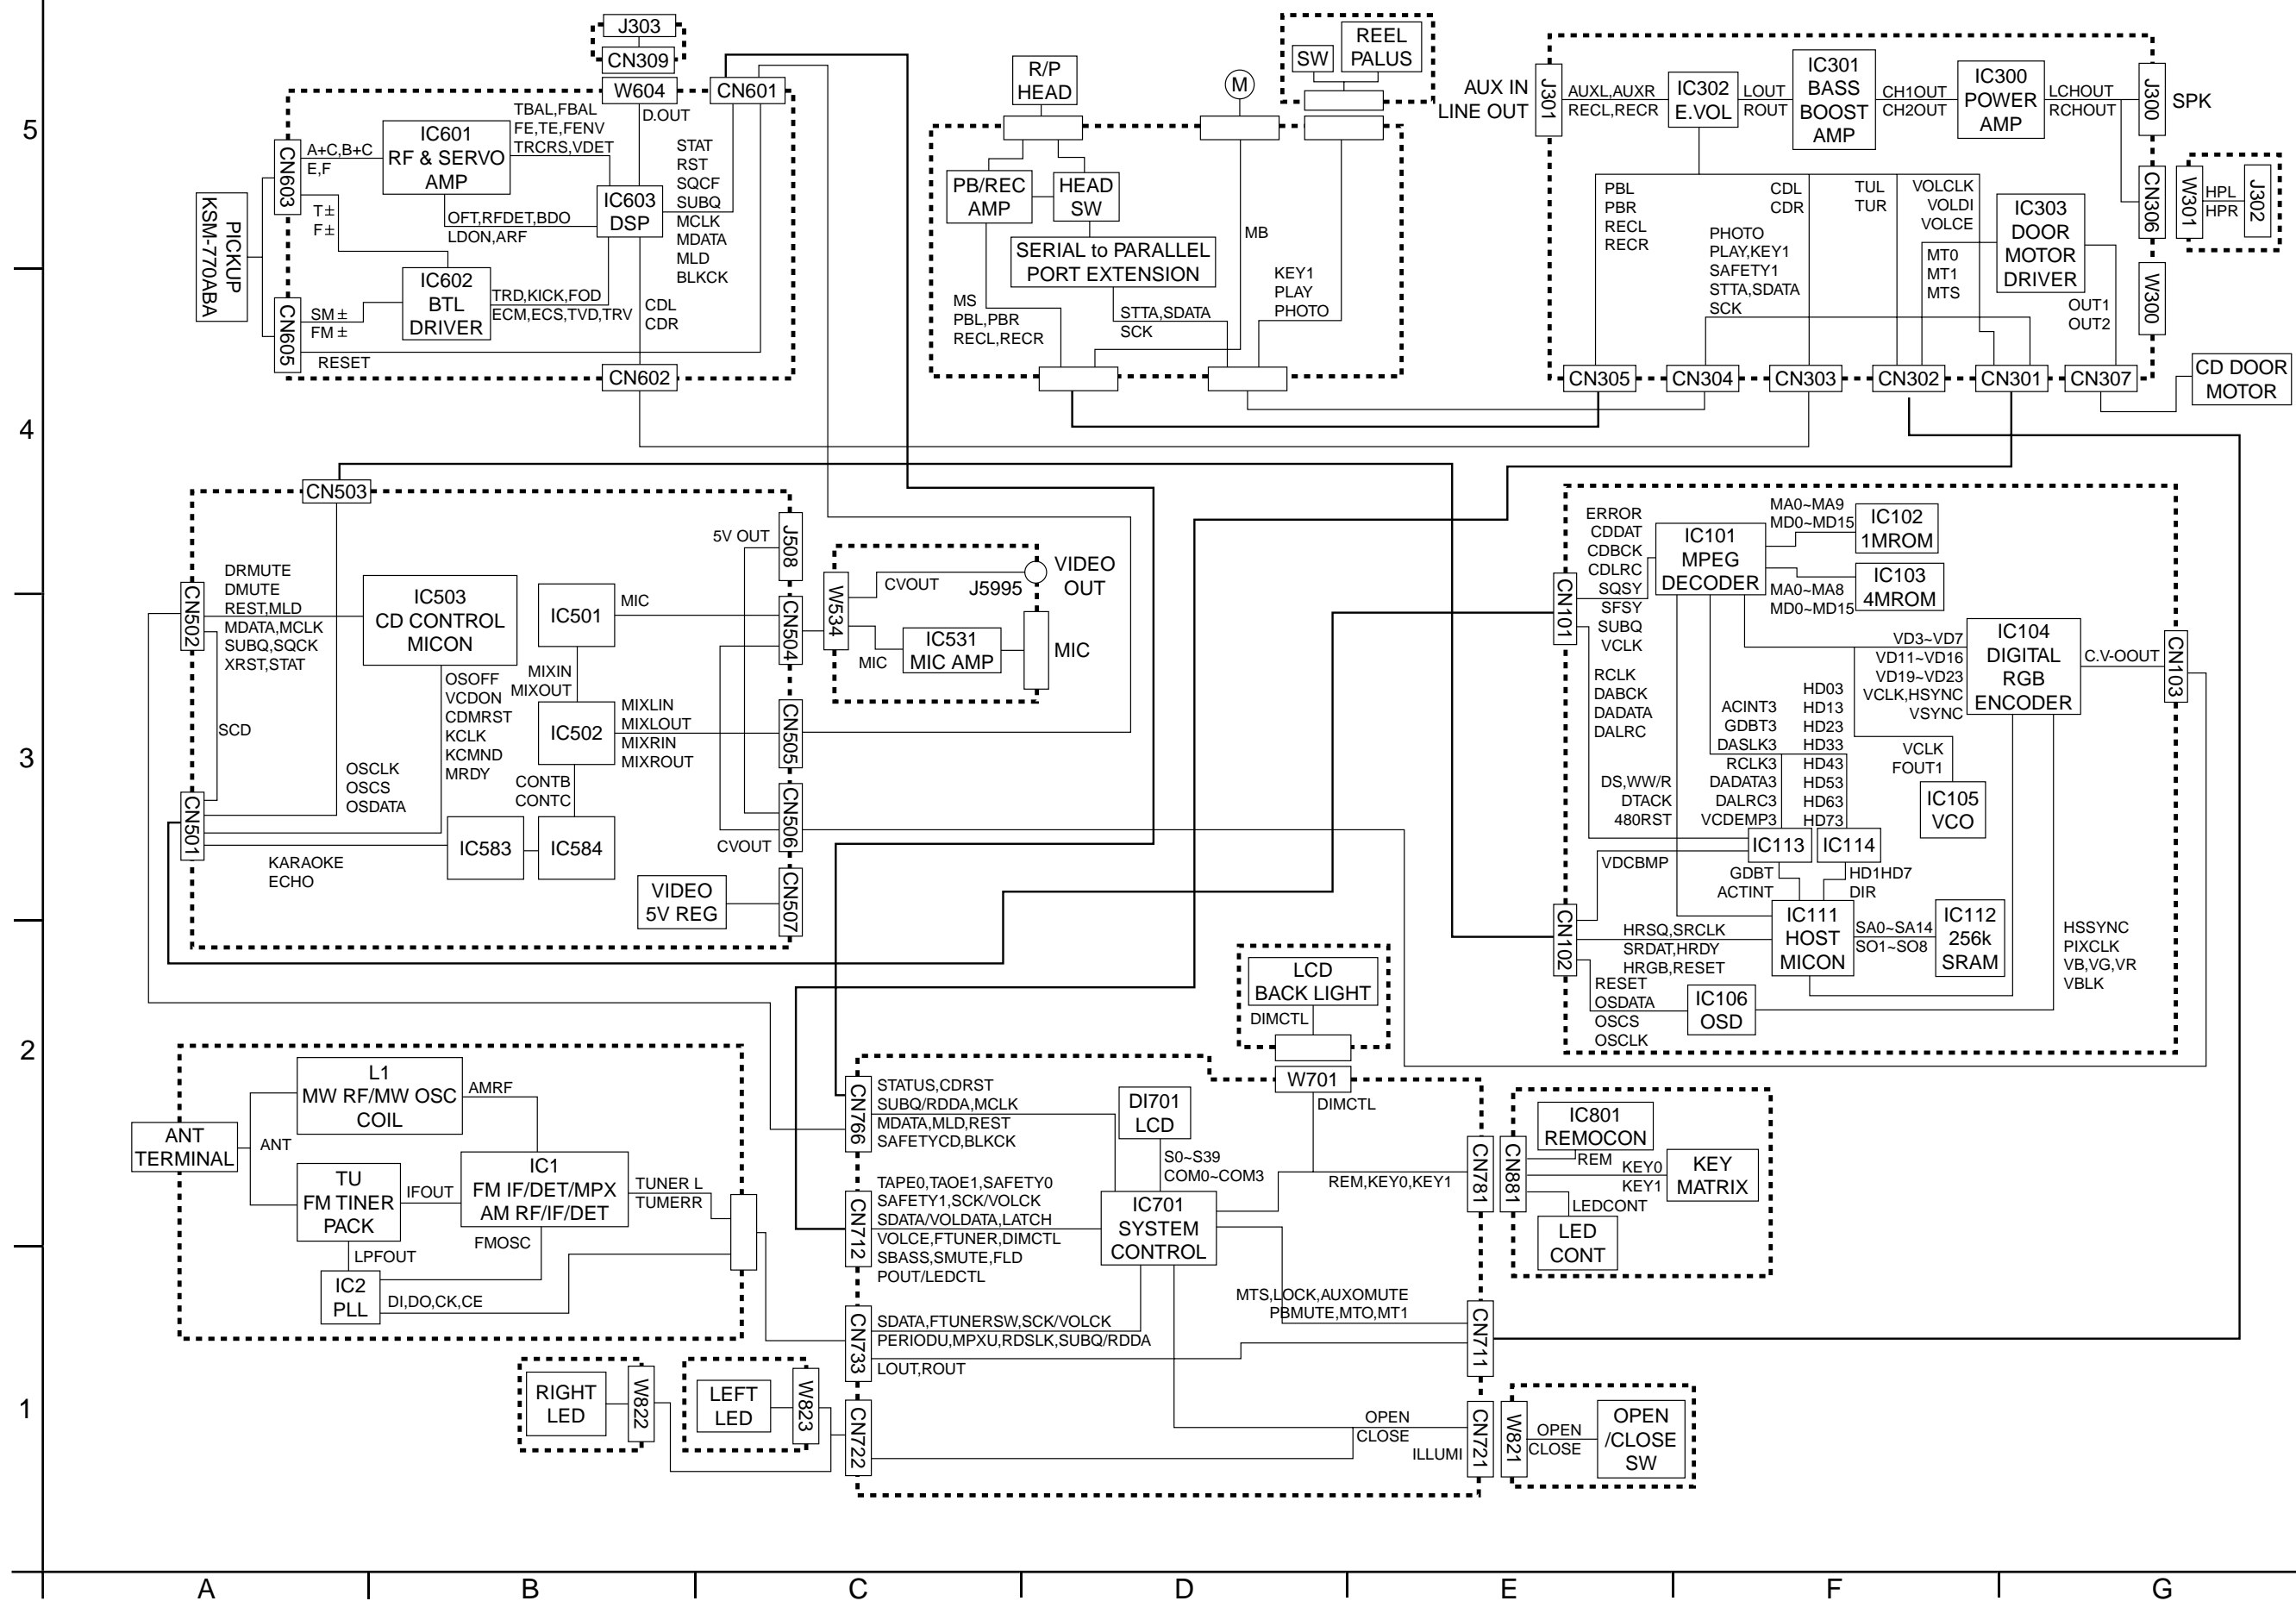 5
4
3
2
1
A
B
C
D
E
F
G
J303
CN309
W604
CN601
D.OUT
CN603
A+C,B+C
E,F
IC601
RF & SERVO
AMP
TBAL,FBAL
FE,TE,FENV
TRCRS,VDET
IC603
DSP
STAT
RST
SQCF
SUBQ
MCLK
MDATA
MLD
BLKCK
PICKUP
KSM-770ABA
T±
F±
OFT,RFDET,BDO
LDON,ARF
IC602
BTL
DRIVER
TRD,KICK,FOD
ECM,ECS,TVD,TRV
CDL
CDR
CN605
SM ±
FM ±
RESET
CN602
R/P
HEAD
M
SW
REEL
PALUS
PB/REC
AMP
HEAD
SW
SERIAL to PARALLEL
PORT EXTENSION
MB
MS
PBL,PBR
RECL,RECR
STTA,SDATA
SCK
KEY1
PLAY
PHOTO
AUX IN
LINE OUT
J301
AUXL,AUXR
RECL,RECR
IC302
E.VOL
LOUT
ROUT
IC301
BASS
BOOST
AMP
CH1OUT
CH2OUT
IC300
POWER
AMP
LCHOUT
RCHOUT
J300
SPK
CN306
W301
HPL
HPR
J302
W300
PBL
PBR
RECL
RECR
CDL
CDR
TUL
TUR
VOLCLK
VOLDI
VOLCE
IC303
DOOR
MOTOR
DRIVER
PHOTO
PLAY,KEY1
SAFETY1
STTA,SDATA
SCK
MT0
MT1
MTS
OUT1
OUT2
CN305
CN304
CN303
CN302
CN301
CN307
CD DOOR
MOTOR
CN503
CN502
DRMUTE
DMUTE
REST,MLD
MDATA,MCLK
SUBQ,SQCK
XRST,STAT
IC503
CD CONTROL
MICON
IC501
MIC
5V OUT
J508
CN504
MIXIN
MIXOUT
OSOFF
VCDON
CDMRST
KCLK
KCMND
MRDY
IC502
MIXLIN
MIXLOUT
MIXRIN
MIXROUT
CN505
SCD
OSCLK
OSCS
OSDATA
CONTB
CONTC
CN501
IC583
IC584
CVOUT
CN506
KARAOKE
ECHO
VIDEO
5V REG
CN507
W534
CVOUT
J5995
VIDEO
OUT
IC531
MIC AMP
MIC
MIC
ERROR
CDDAT
CDBCK
CDLRC
SQSY
SFSY
SUBQ
VCLK
CN101
IC101
MPEG
DECODER
MA0~MA9
MD0~MD15
IC102
1MROM
MA0~MA8
MD0~MD15
IC103
4MROM
VD3~VD7
VD11~VD16
VD19~VD23
VCLK,HSYNC
VSYNC
IC104
DIGITAL
RGB
ENCODER
C.V-OOUT
CN103
RCLK
DABCK
DADATA
DALRC
ACINT3
GDBT3
DASLK3
RCLK3
DADATA3
DALRC3
VCDEMP3
HD03
HD13
HD23
HD33
HD43
HD53
HD63
HD73
VCLK
FOUT1
IC105
VCO
DS,WW/R
DTACK
480RST
IC113
IC114
VDCBMP
GDBT
ACTINT
HD1HD7
DIR
CN102
HRSQ,SRCLK
SRDAT,HRDY
HRGB,RESET
IC111
HOST
MICON
SA0~SA14
SO1~SO8
IC112
256k
SRAM
HSSYNC
PIXCLK
VB,VG,VR
VBLK
RESET
OSDATA
OSCS
OSCLK
IC106
OSD
LCD
BACK LIGHT
DIMCTL
W701
DIMCTL
L1
MW RF/MW OSC
COIL
AMRF
ANT
TERMINAL
ANT
TU
FM TINER
PACK
IFOUT
IC1
FM IF/DET/MPX
AM RF/IF/DET
TUNER L
TUMERR
LPFOUT
FMOSC
IC2
PLL
DI,DO,CK,CE
CN766
STATUS,CDRST
SUBQ/RDDA,MCLK
MDATA,MLD,REST
SAFETYCD,BLKCK
DI701
LCD
S0~S39
COM0~COM3
CN712
TAPE0,TAOE1,SAFETY0
SAFETY1,SCK/VOLCK
SDATA/VOLDATA,LATCH
VOLCE,FTUNER,DIMCTL
SBASS,SMUTE,FLD
POUT/LEDCTL
IC701
SYSTEM
CONTROL
REM,KEY0,KEY1
CN781
CN881
IC801
REMOCON
REM
KEY0
KEY1
KEY
MATRIX
LEDCONT
LED
CONT
CN733
SDATA,FTUNERSW,SCK/VOLCK
PERIODU,MPXU,RDSLK,SUBQ/RDDA
LOUT,ROUT
MTS,LOCK,AUXOMUTE
PBMUTE,MTO,MT1
CN711
RIGHT
LED
W822
LEFT
LED
W823
CN722
OPEN
CLOSE
ILLUMI
CN721
W821
OPEN
CLOSE
OPEN
/CLOSE
SW